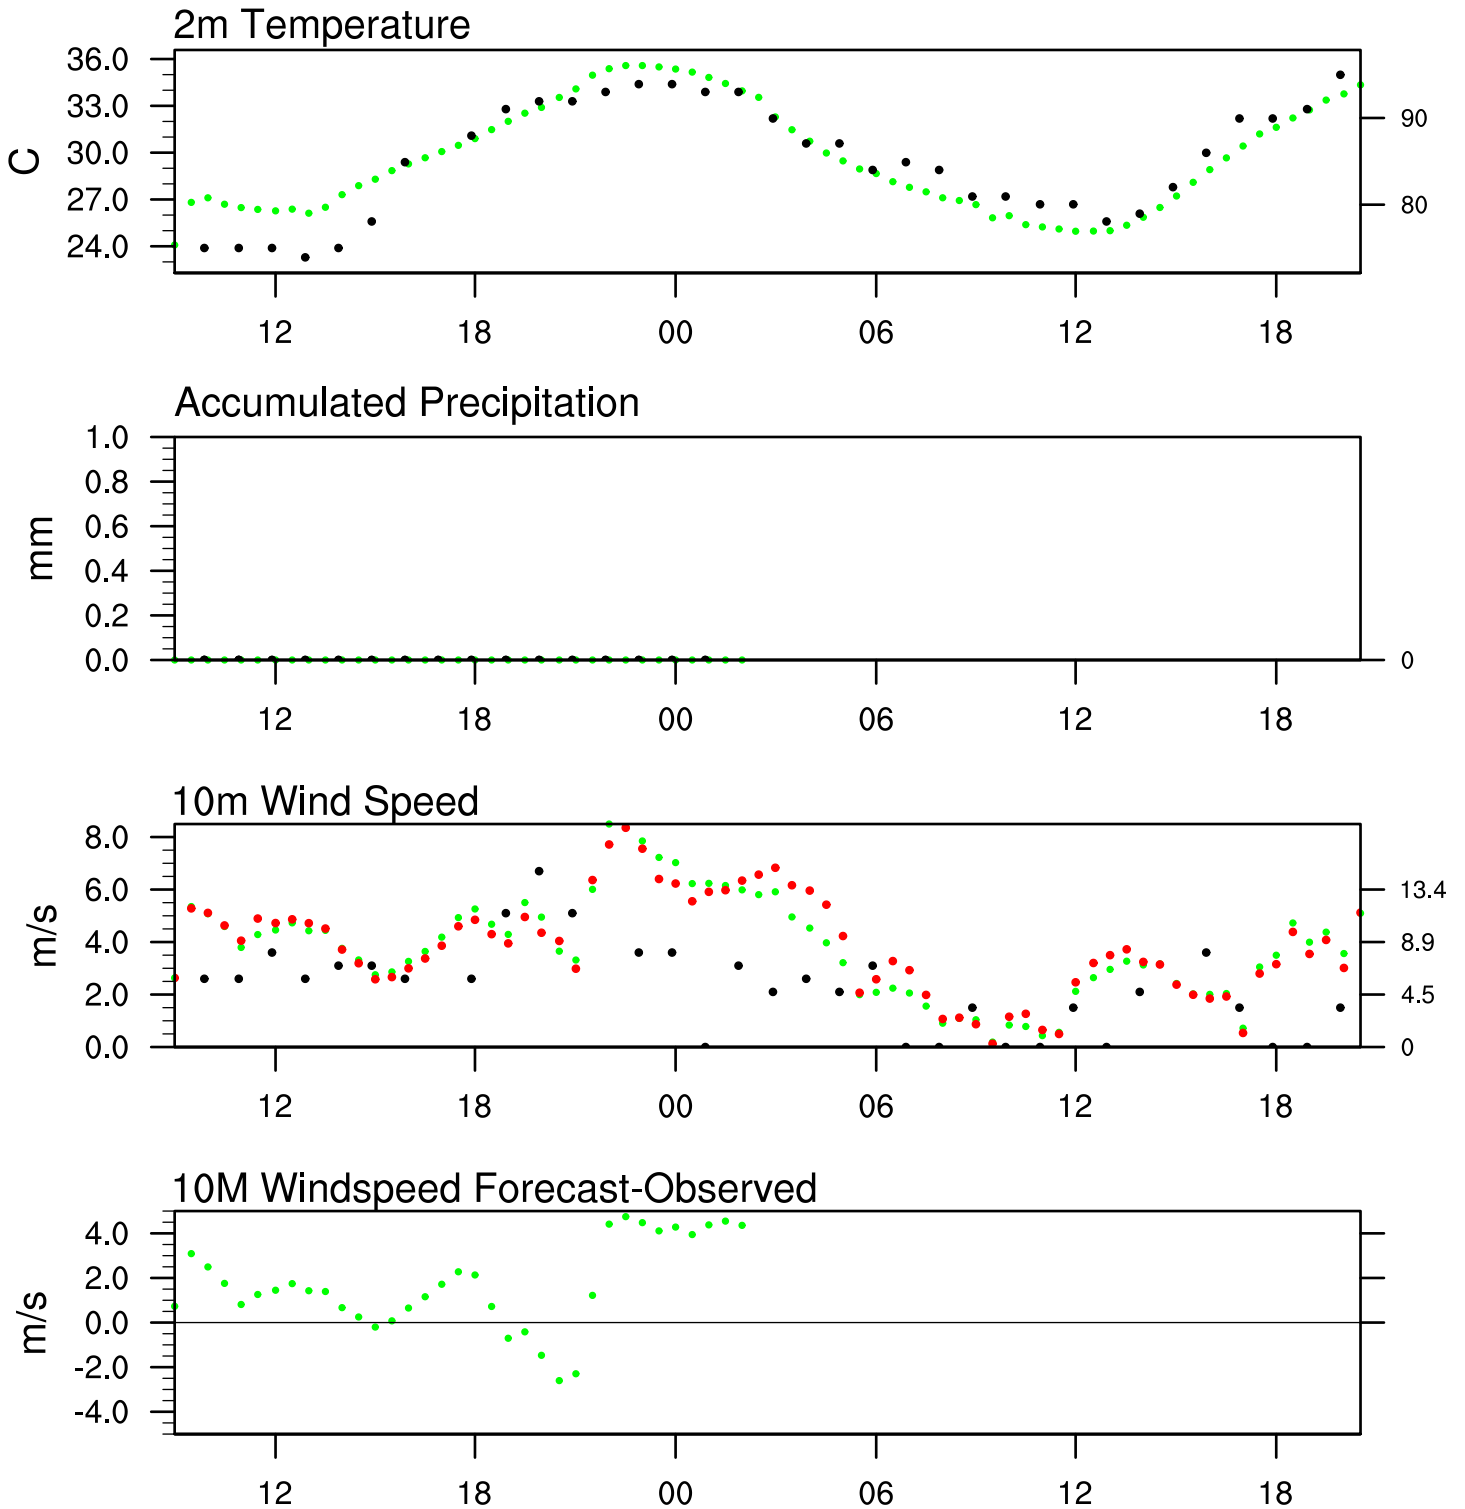 2m Temperature
36.0
33.0
30.0
27.0
24.0
C
90
80
12 18 00 06 12 18
Accumulated Precipitation
1.0
0.8
0.6
0.4
0.2
0.0
mm
0
12 18 00 06 12 18
10m Wind Speed
8.0
6.0
4.0
2.0
0.0
m/s
13.4
8.9
4.5
0
12 18 00 06 12 18
10M Windspeed Forecast-Observed
4.0
2.0
0.0
-2.0
-4.0
m/s
12 18 00 06 12 18